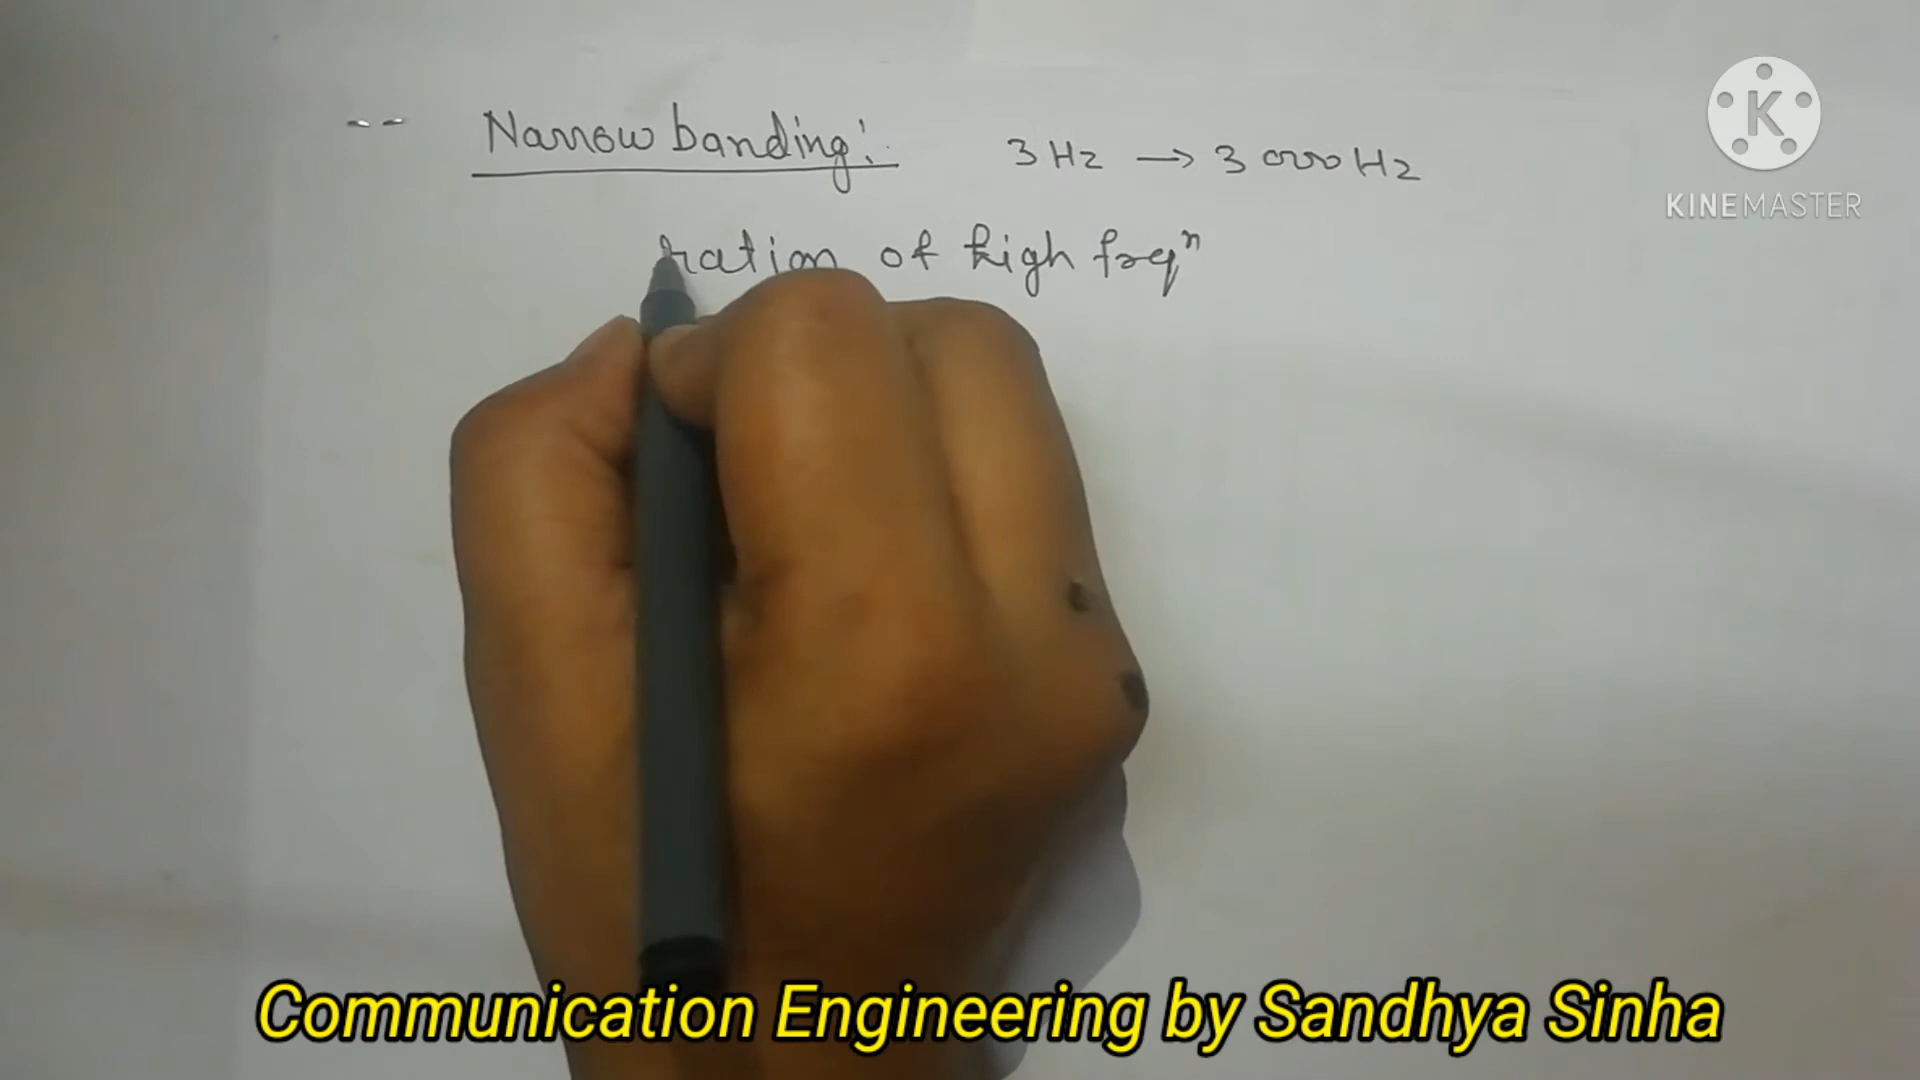 Narrow banding:
3 Hz → 3000 Hz
ration of high freqⁿ
K
KINEMASTER
Communication Engineering by Sandhya Sinha